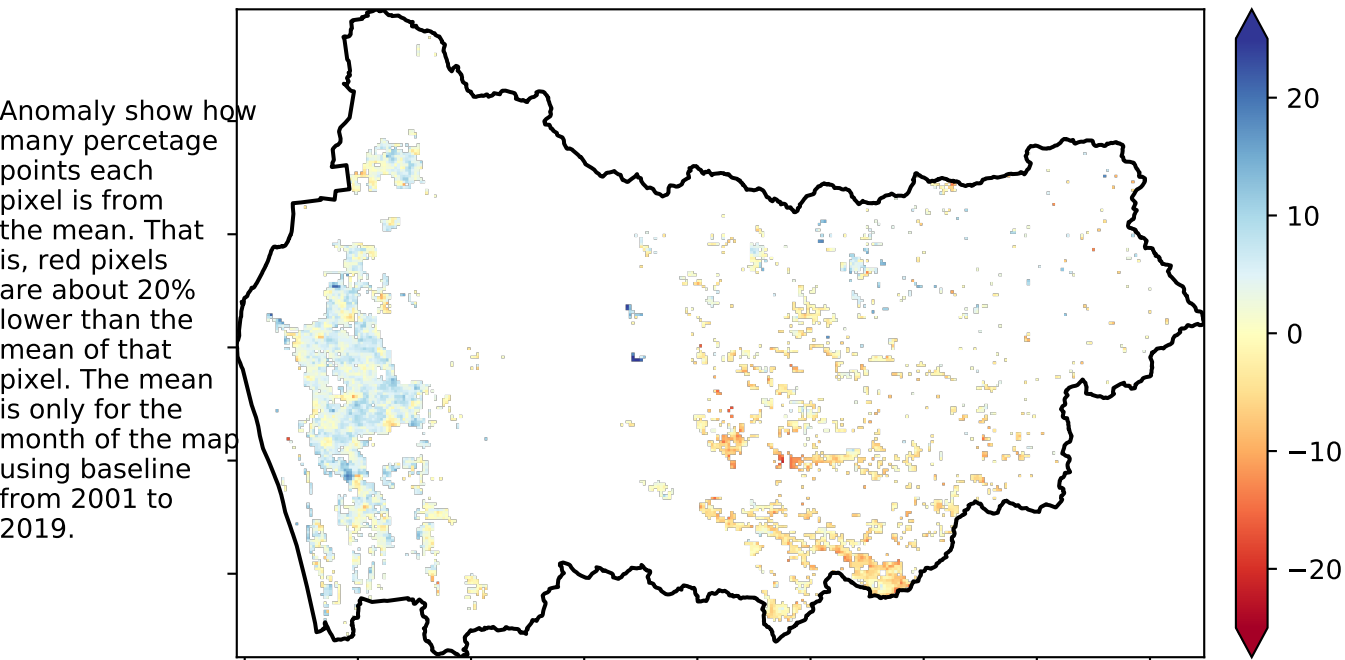 Anomaly show how
many percetage
points each
pixel is from
the mean. That
is, red pixels
are about 20%
lower than the
mean of that
pixel. The mean
is only for the
month of the map
using baseline
from 2001 to
2019.
20
10
0
−10
−20